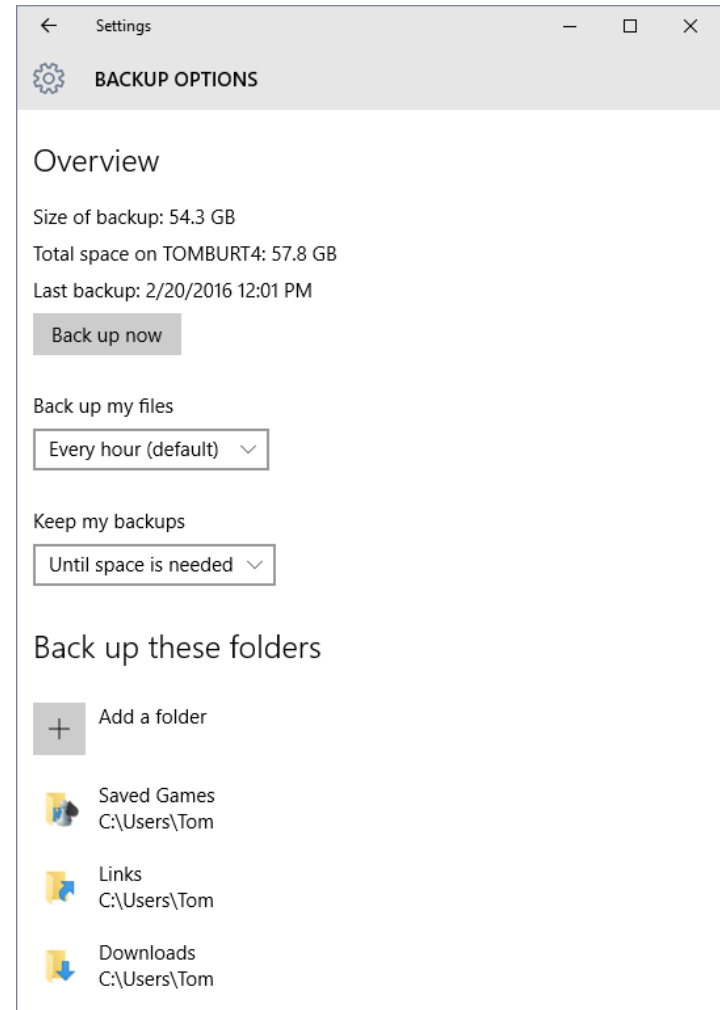 Settings
BACKUP OPTIONS
Overview
Size of backup: 54.3 GB
Total space on TOMBURT4: 57.8 GB
Last backup: 2/20/2016 12:01 PM
Back up now
Back up my files
Every hour (default)
Keep my backups
Until space is needed
Back up these folders
Add a folder
Saved Games
C:\Users\Tom
Links
C:\Users\Tom
Downloads
C:\Users\Tom